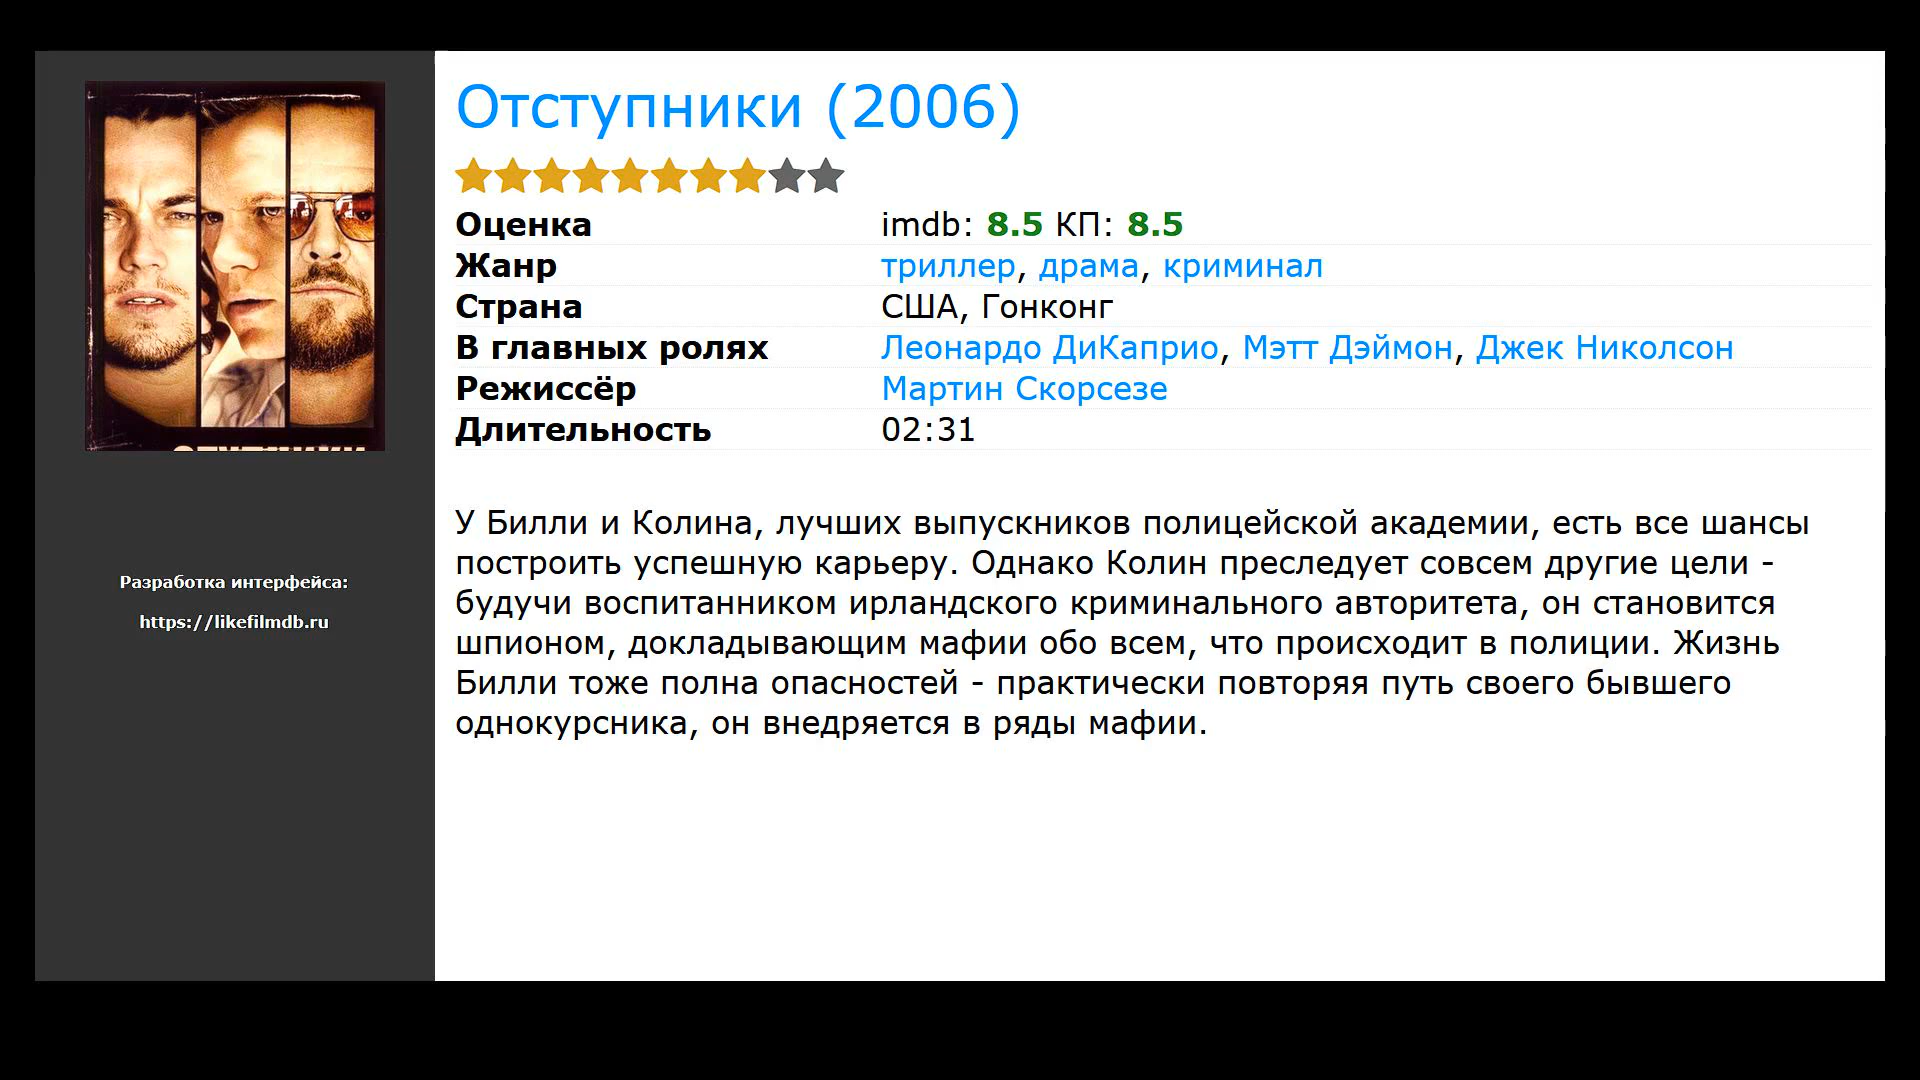 Отступники (2006)
Оценка imdb: 8.5 КП: 8.5
Жанр триллер, драма, криминал
Страна США, Гонконг
В главных ролях Леонардо ДиКаприо, Мэтт Дэймон, Джек Николсон
Режиссёр Мартин Скорсезе
Длительность 02:31
У Билли и Колина, лучших выпускников полицейской академии, есть все шансы
построить успешную карьеру. Однако Колин преследует совсем другие цели -
будучи воспитанником ирландского криминального авторитета, он становится
шпионом, докладывающим мафии обо всем, что происходит в полиции. Жизнь
Билли тоже полна опасностей - практически повторяя путь своего бывшего
однокурсника, он внедряется в ряды мафии.
Разработка интерфейса:
https://likefilmdb.ru